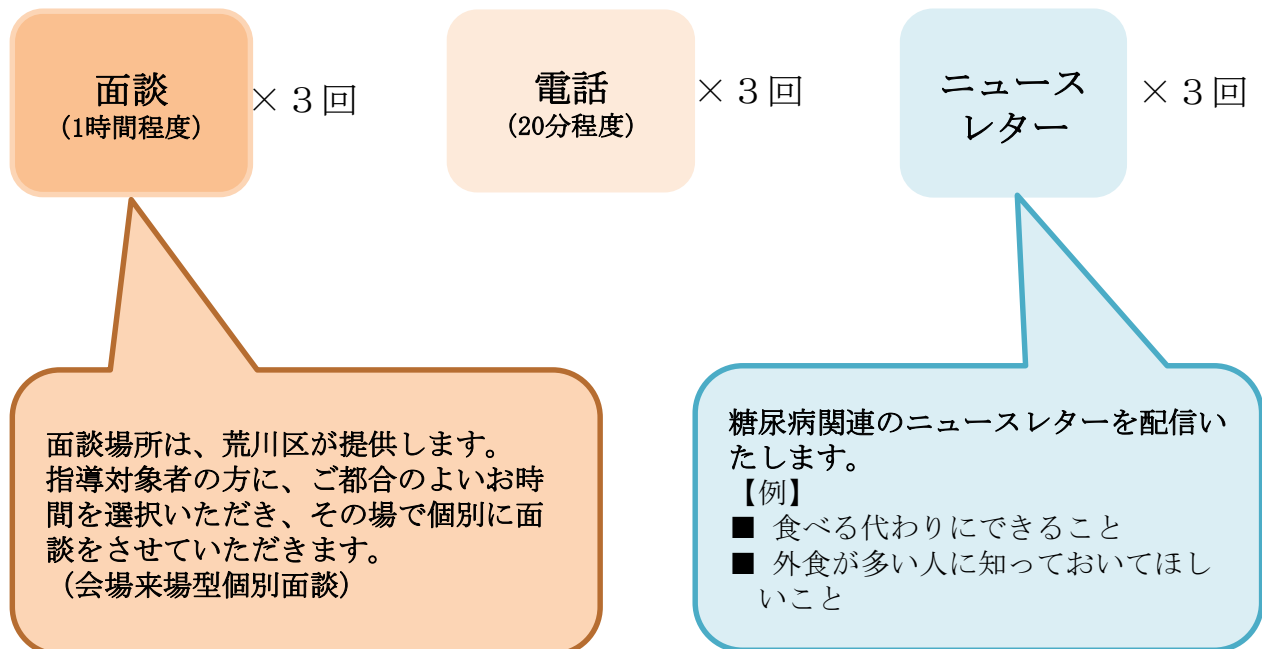 面談
(1時間程度)
×３回
電話
(20分程度)
×３回
ニュース
レター
×３回
面談場所は、荒川区が提供します。
指導対象者の方に、ご都合のよいお時
間を選択いただき、その場で個別に面
談をさせていただきます。
（会場来場型個別面談）
糖尿病関連のニュースレターを配信い
たします。
【例】
■ 食べる代わりにできること
■ 外食が多い人に知っておいてほし
いこと